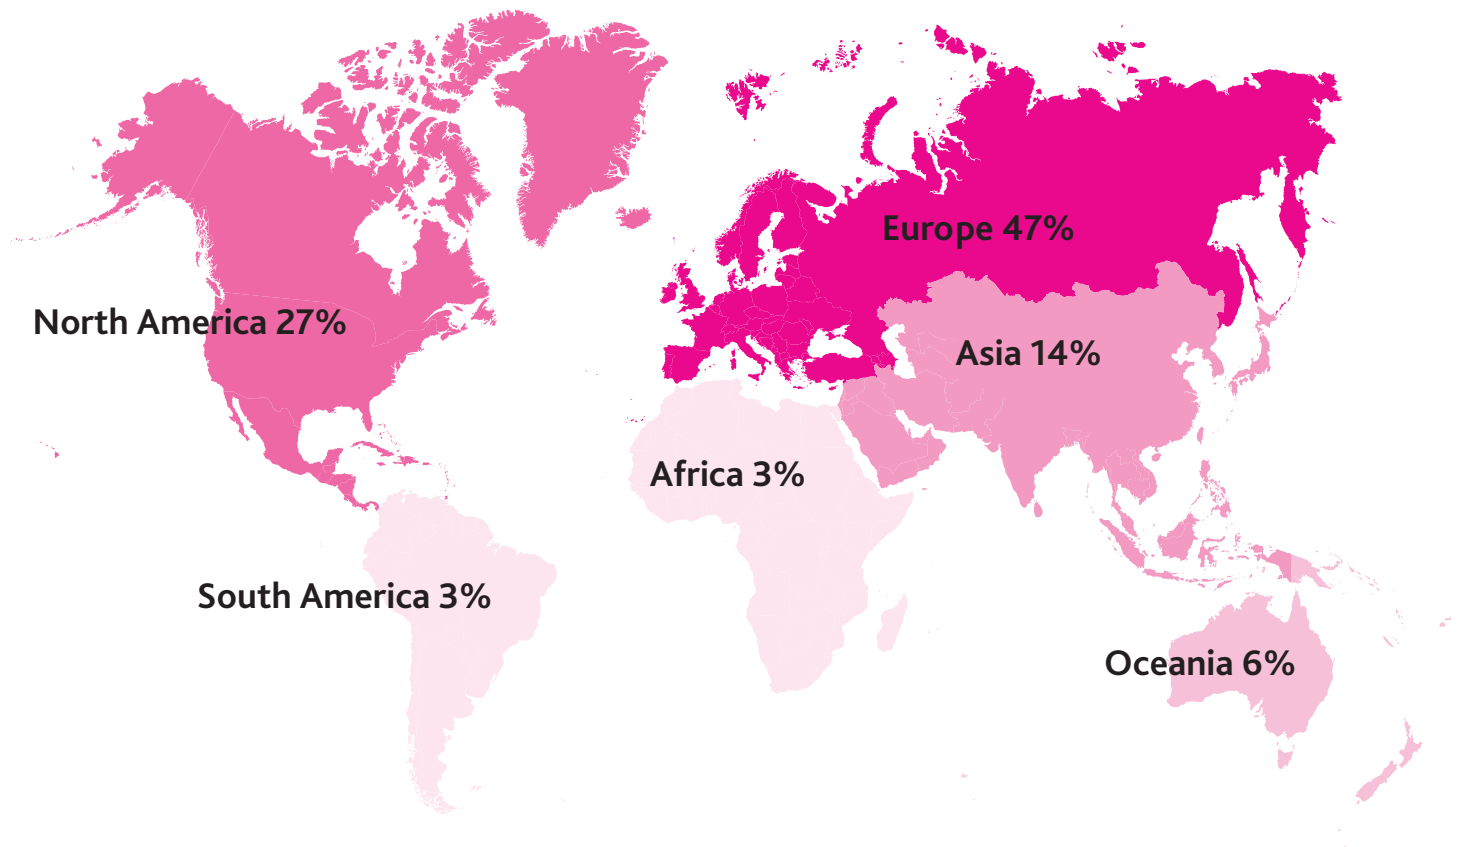 Europe 47%
North America 27%
Asia 14%
Africa 3%
South America 3%
Oceania 6%